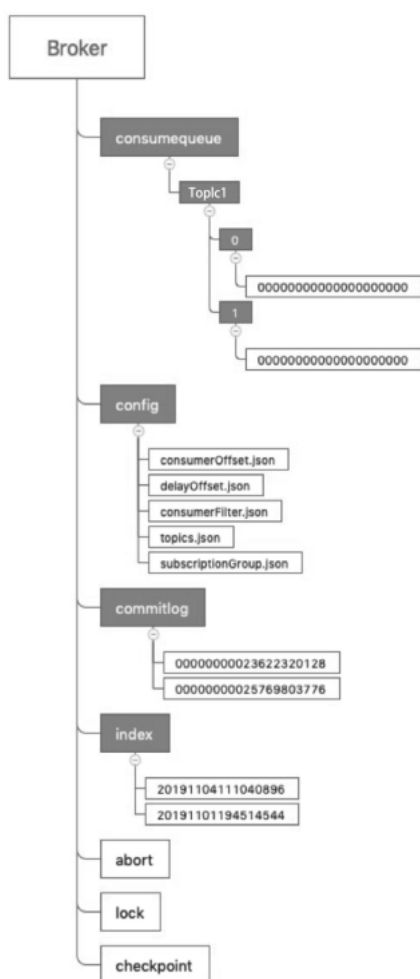 Broker
consumequeue
Toplc1
0
00000000000000000000
1
00000000000000000000
config
consumerOffset.json
delayOffset.json
consumerFilter.json
topics.json
subscriptionGroup.json
commitlog
00000000023622320128
00000000025769803776
index
20191104111040896
20191101194514544
abort
lock
checkpoint